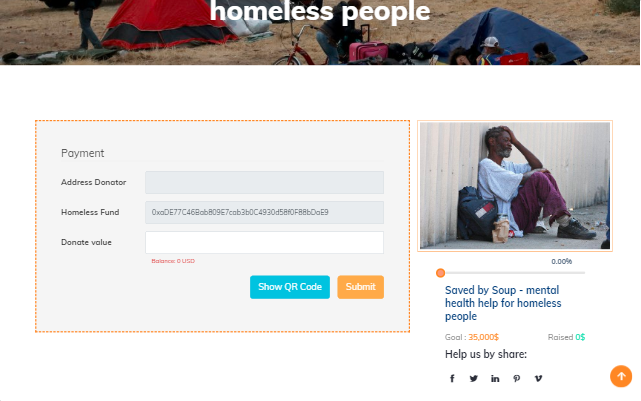 homeless people
Payment
Address Donator
Homeless Fund
0xaDE77C46Bab809E7cab3b0C4930d58f0F88bDaE9
Donate value
Balance: 0 USD
Show QR Code
Submit
0.00%
Saved by Soup - mental
health help for homeless
people
Goal : 35,000$
Raised 0$
Help us by share: